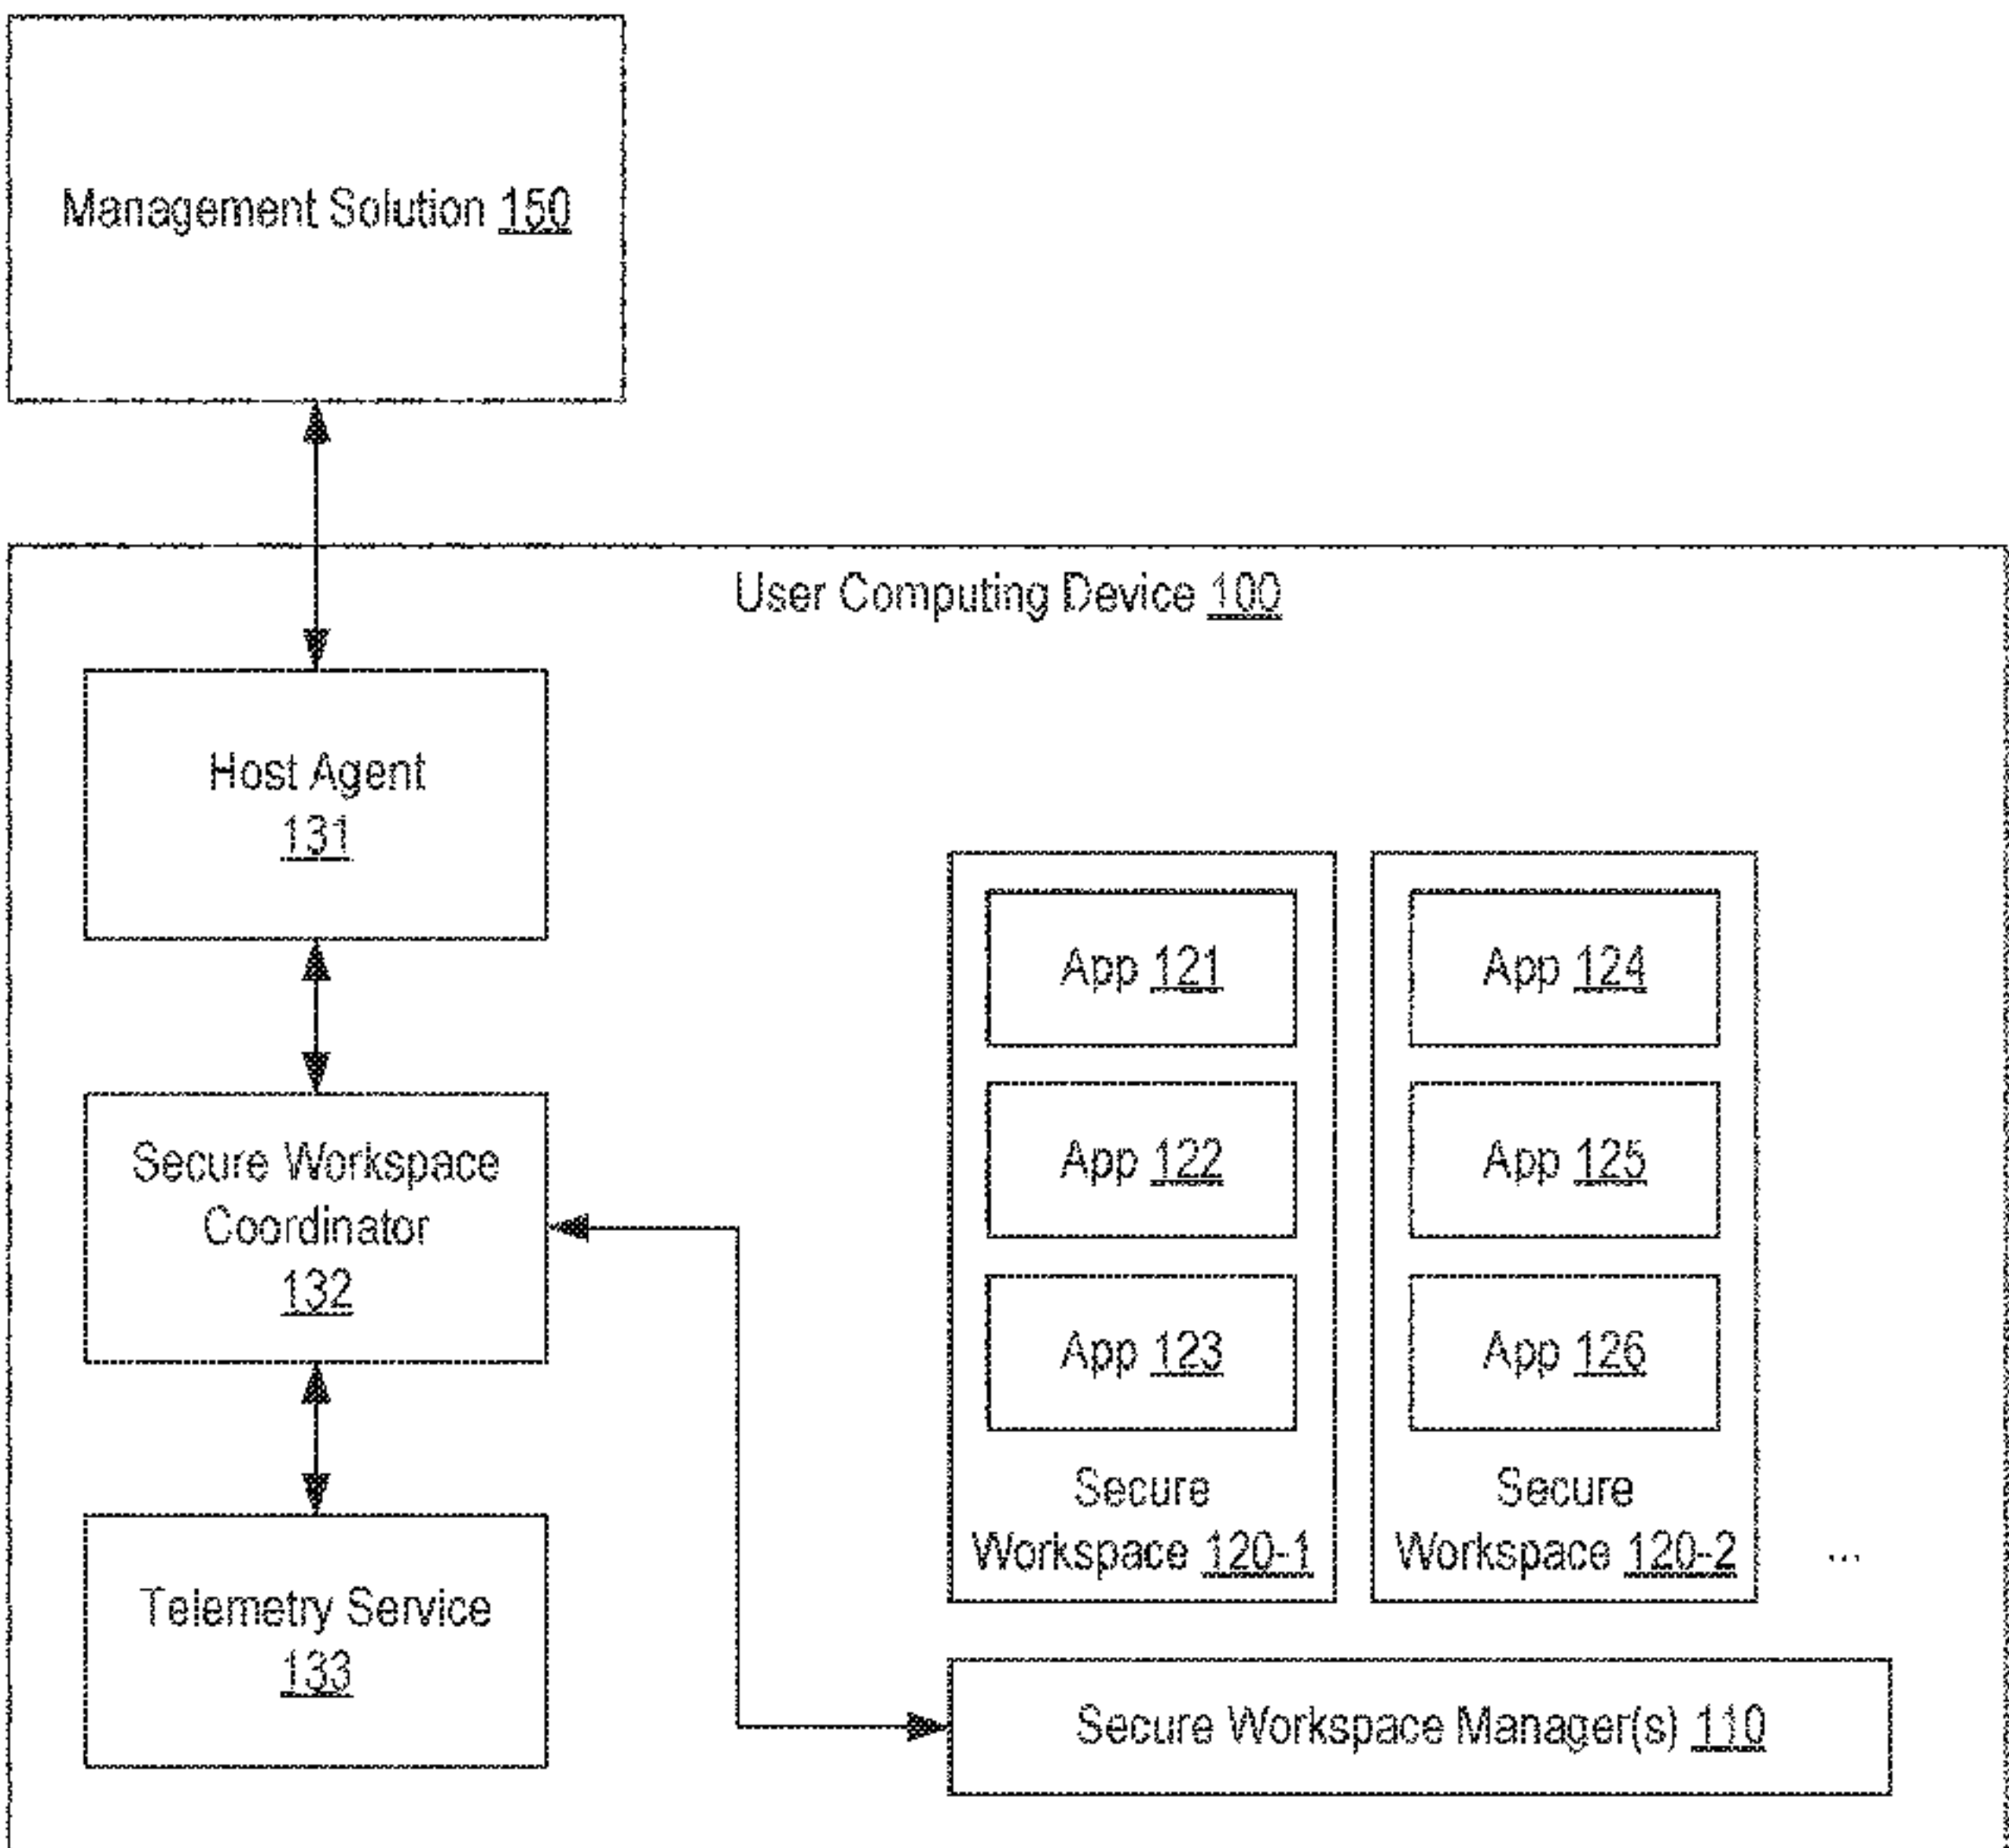 Management Solution 150
User Computing Device 100
Host Agent
131
Secure Workspace
Coordinator
132
Telemetry Service
133
App 121
App 122
App 123
Secure
Workspace 120-1
App 124
App 125
App 126
Secure
Workspace 120-2
...
Secure Workspace Manager(s) 110